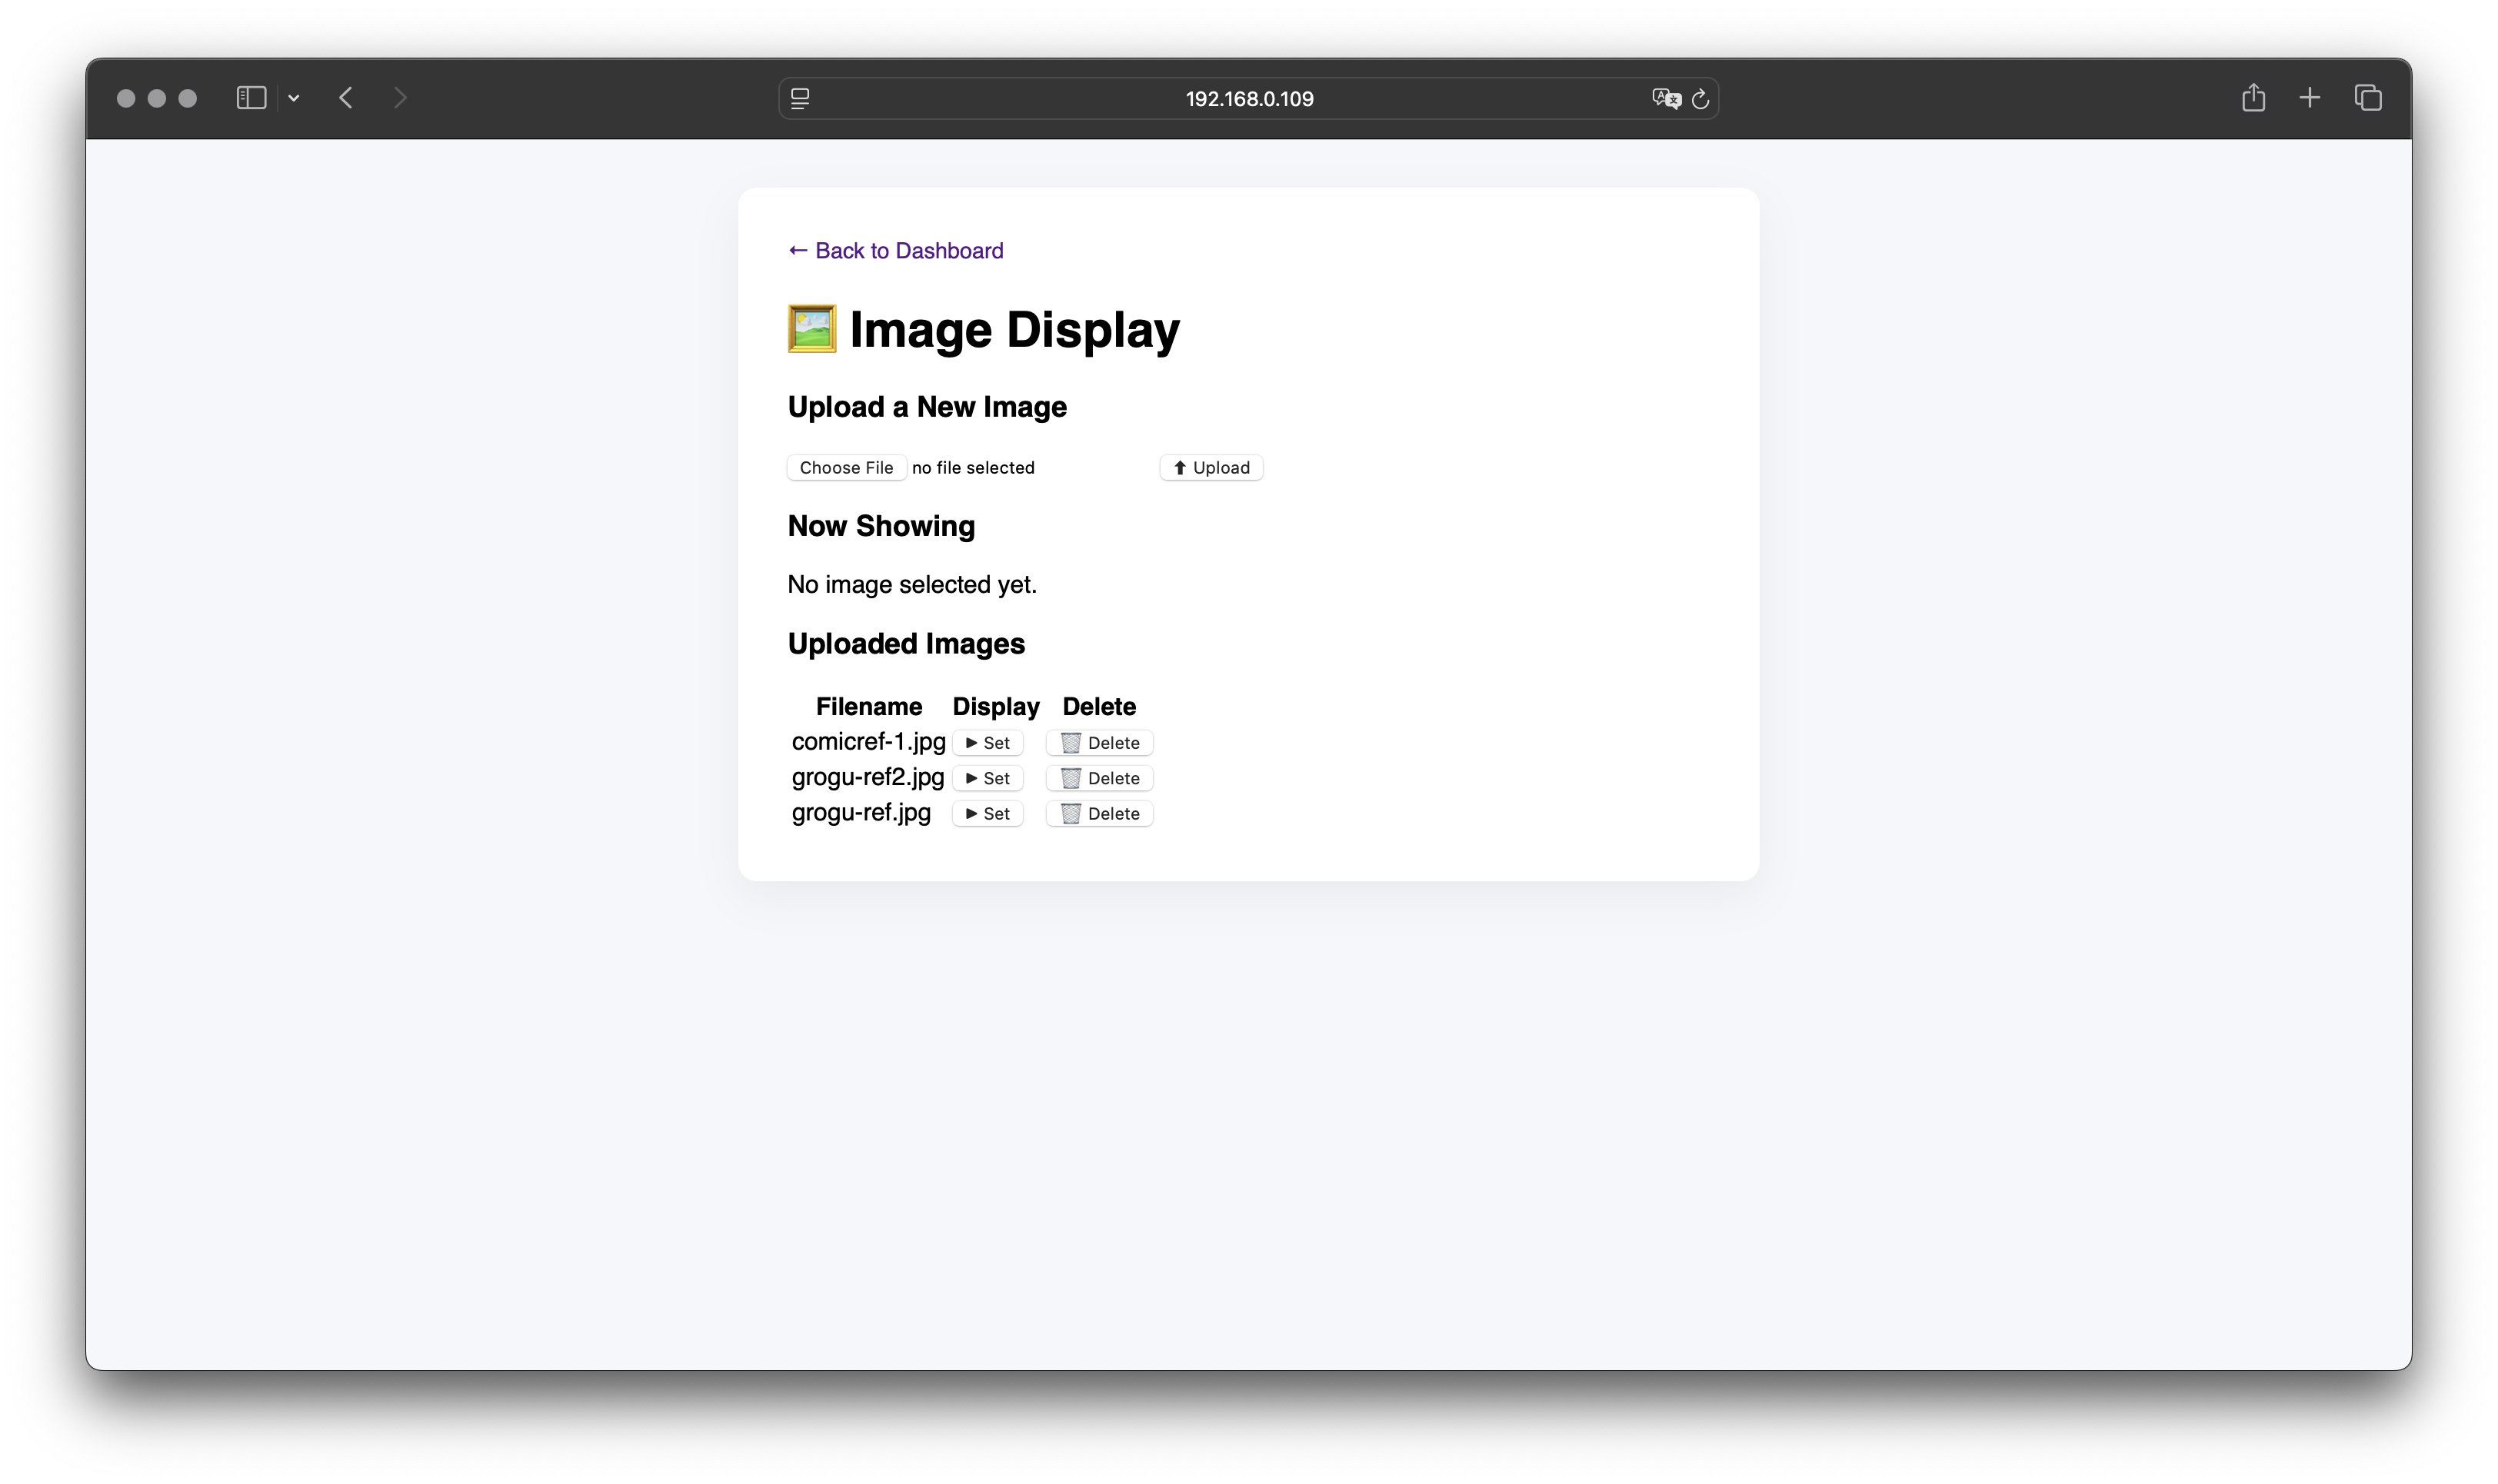 192.168.0.109
← Back to Dashboard
Image Display
Upload a New Image
Choose File no file selected ⬆ Upload
Now Showing
No image selected yet.
Uploaded Images
Filename Display Delete
comicref-1.jpg ▶ Set 🗑️ Delete
grogu-ref2.jpg ▶ Set 🗑️ Delete
grogu-ref.jpg ▶ Set 🗑️ Delete